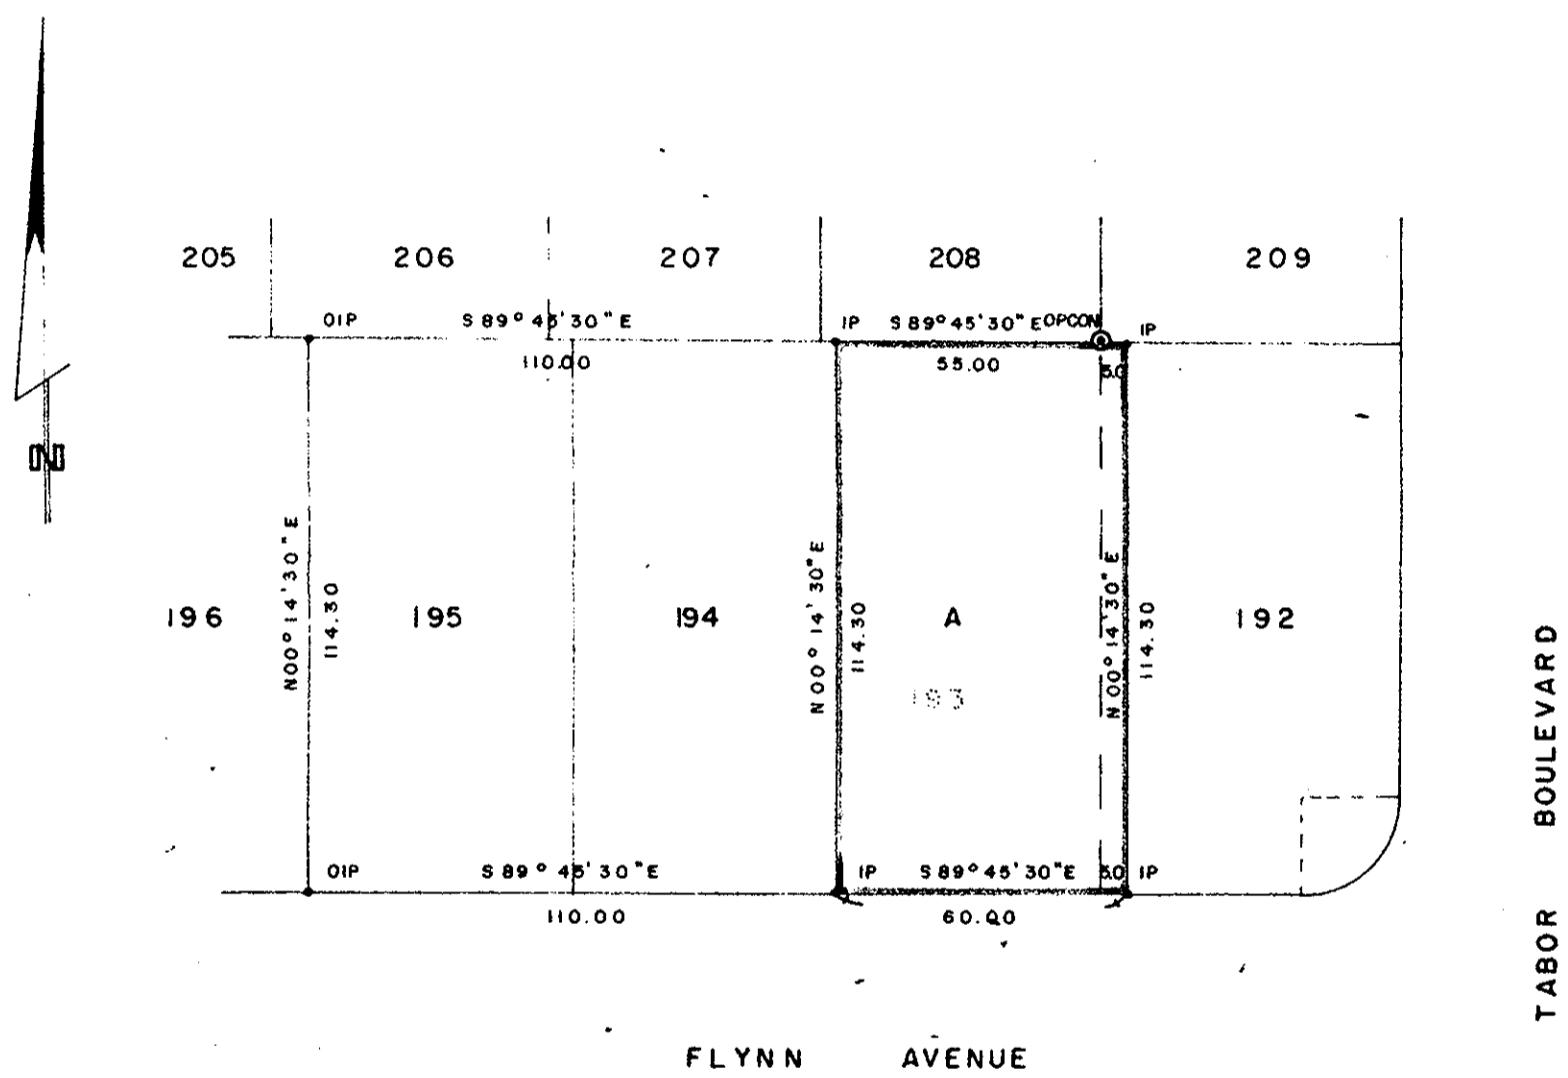 205 206 207 208 209
OIP S 89° 45' 30" E IP S 89° 45' 30" E OPCON IP
110.00 55.00 5.0
N
N00° 14' 30" E
114.30
N00° 14' 30" E
114.30
N00° 14' 30" E
114.30
196 195 194 A 192
193
OIP S 89° 45' 30" E IP S 89° 45' 30" E 5.0 IP
110.00 60.00
TABOR BOULEVARD
FLYNN AVENUE